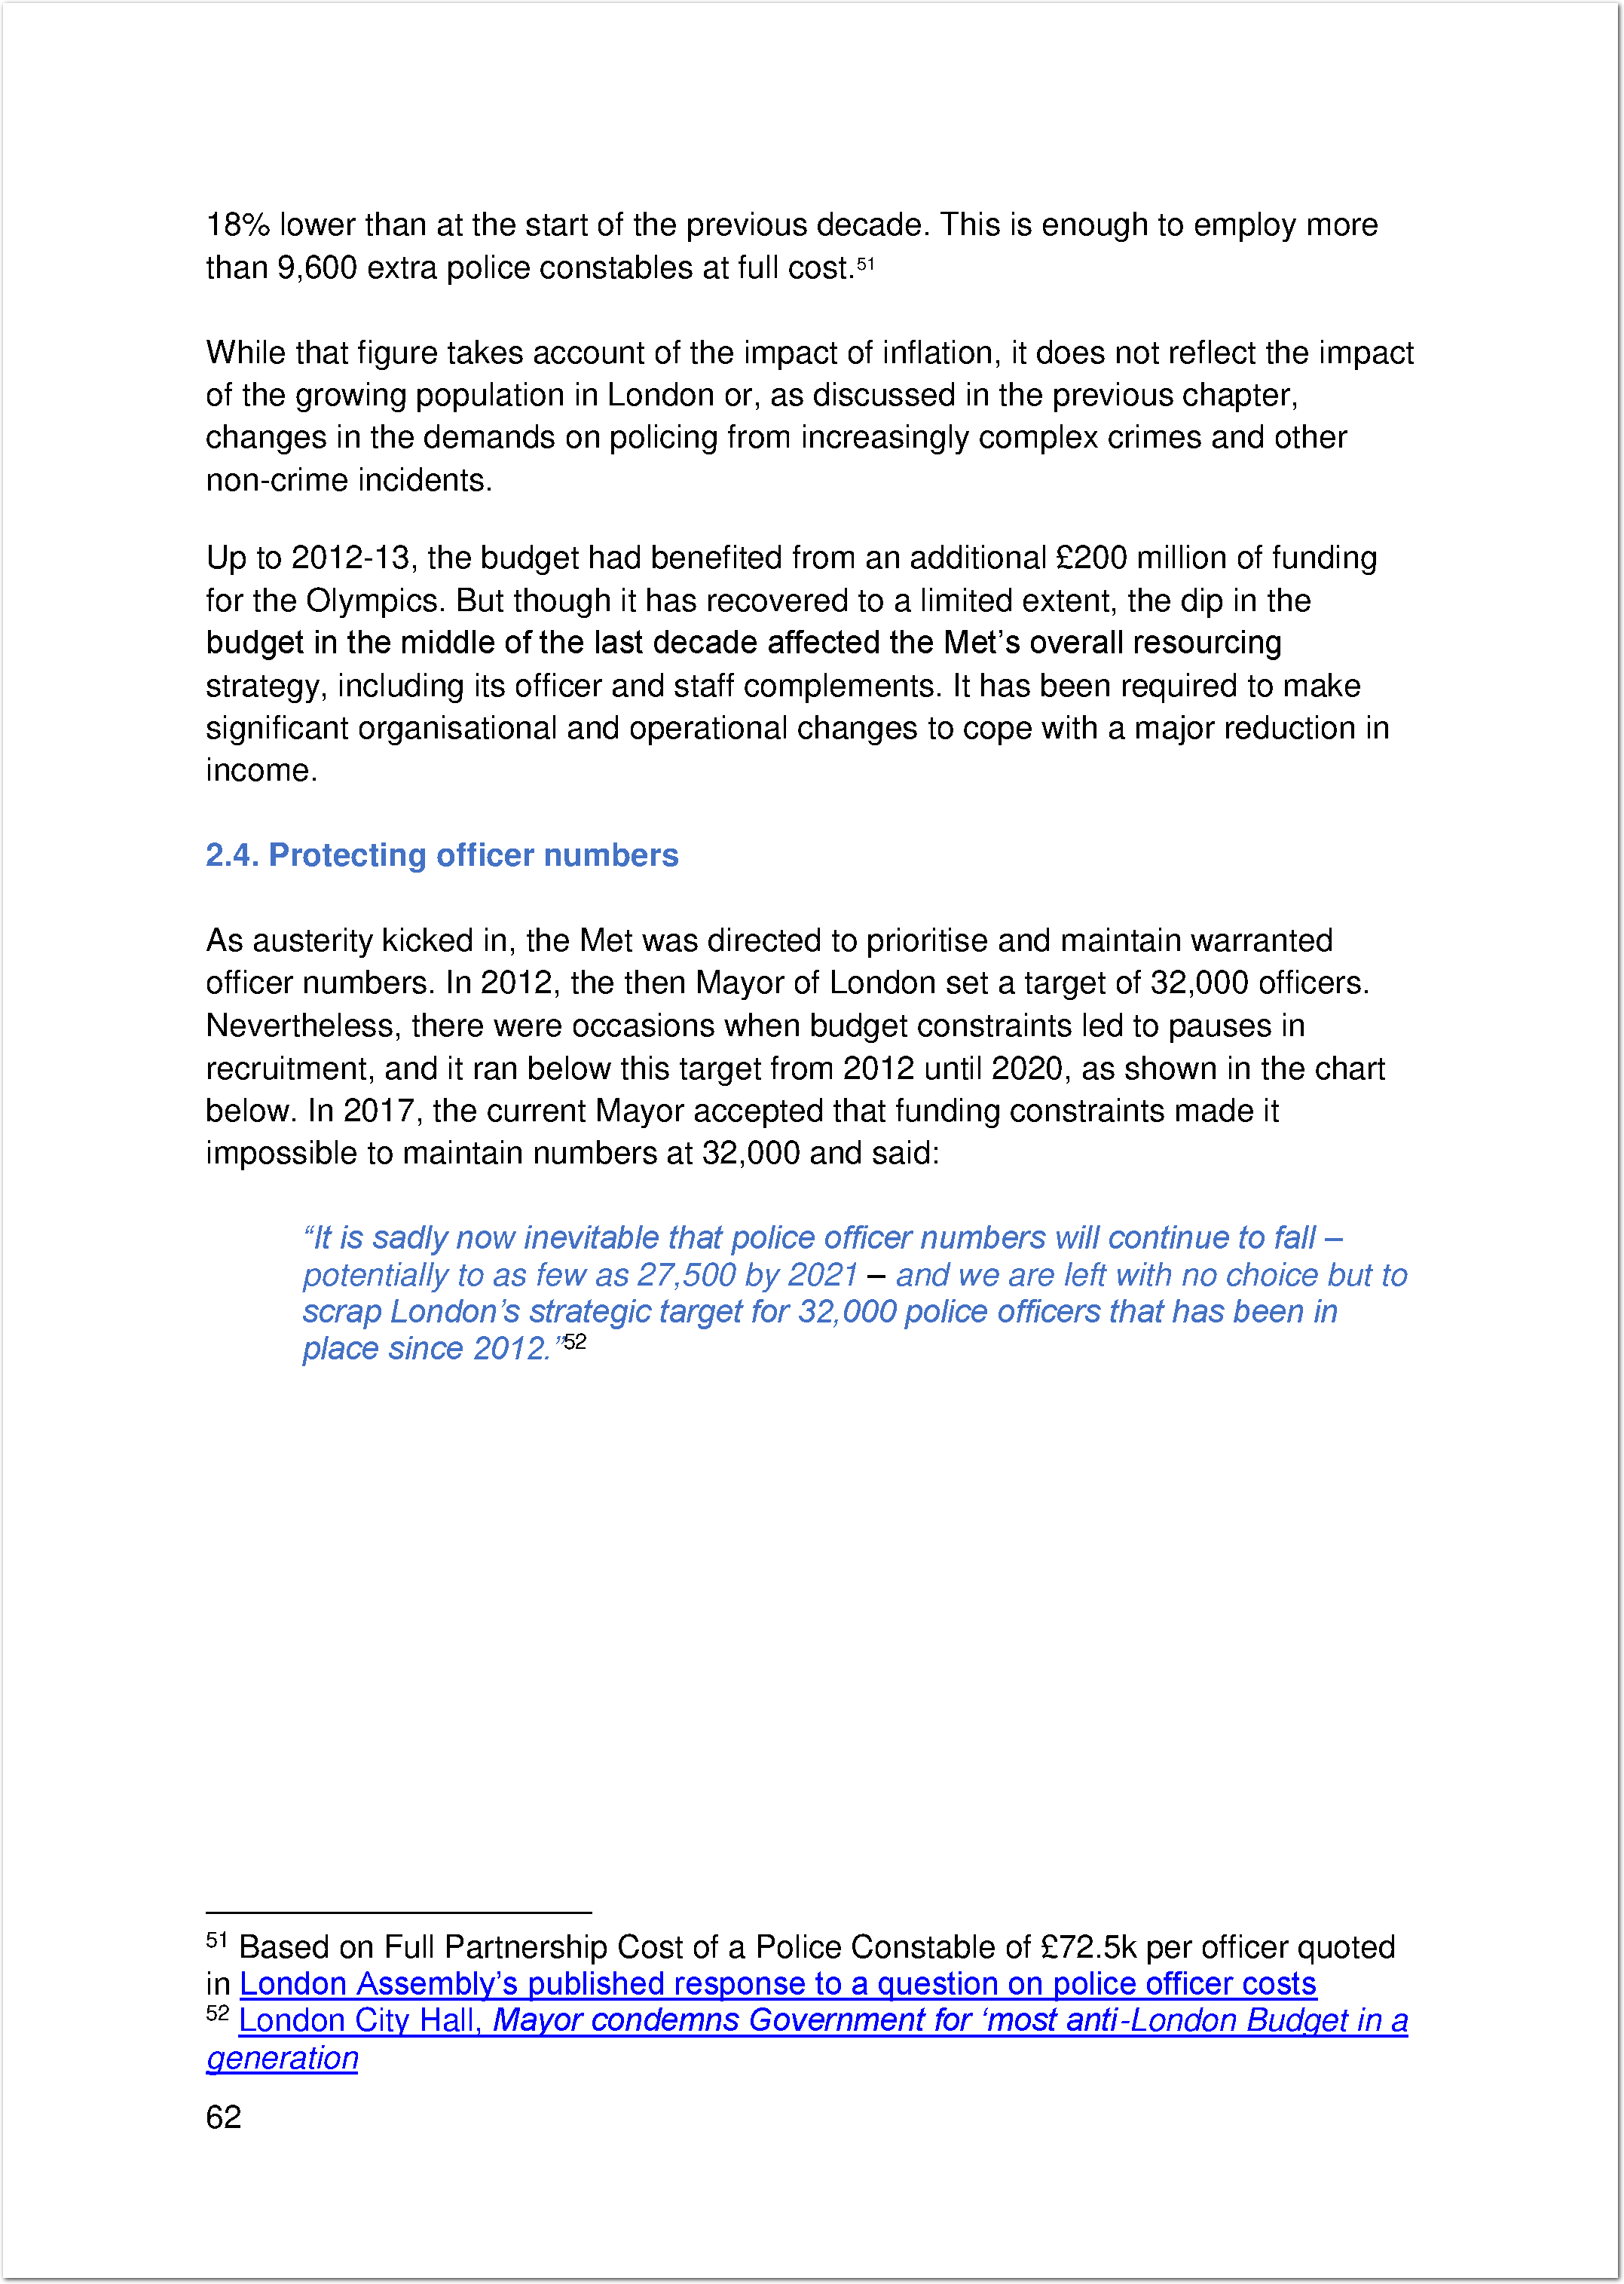 18% lower than at the start of the previous decade. This is enough to employ more
than 9,600 extra police constables at full cost.51
While that figure takes account of the impact of inflation, it does not reflect the impact
of the growing population in London or, as discussed in the previous chapter,
changes in the demands on policing from increasingly complex crimes and other
non-crime incidents.
Up to 2012-13, the budget had benefited from an additional £200 million of funding
for the Olympics. But though it has recovered to a limited extent, the dip in the
budget in the middle of the last decade affected the Met’s overall resourcing
strategy, including its officer and staff complements. It has been required to make
significant organisational and operational changes to cope with a major reduction in
income.
2.4. Protecting officer numbers
As austerity kicked in, the Met was directed to prioritise and maintain warranted
officer numbers. In 2012, the then Mayor of London set a target of 32,000 officers.
Nevertheless, there were occasions when budget constraints led to pauses in
recruitment, and it ran below this target from 2012 until 2020, as shown in the chart
below. In 2017, the current Mayor accepted that funding constraints made it
impossible to maintain numbers at 32,000 and said:
“It is sadly now inevitable that police officer numbers will continue to fall –
potentially to as few as 27,500 by 2021 – and we are left with no choice but to
scrap London’s strategic target for 32,000 police officers that has been in
place since 2012.”52
51 Based on Full Partnership Cost of a Police Constable of £72.5k per officer quoted
in London Assembly’s published response to a question on police officer costs
52 London City Hall, Mayor condemns Government for ‘most anti-London Budget in a
generation
62